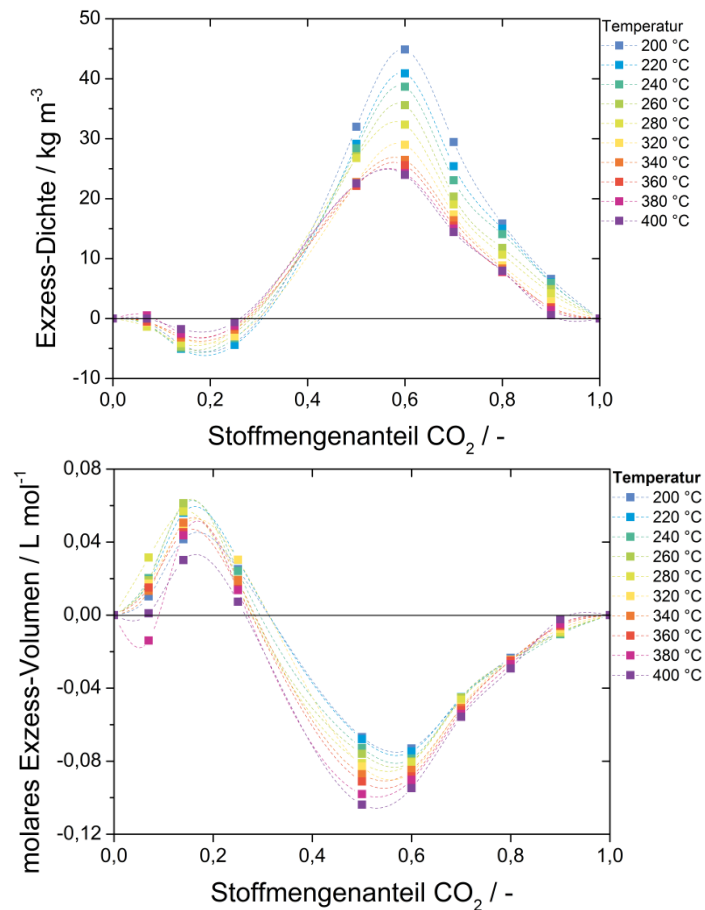 Exzess-Dichte / kg m⁻³
50
40
30
20
10
0
-10
0,0 0,2 0,4 0,6 0,8 1,0
Stoffmengenanteil CO₂ / -
Temperatur
200 °C
220 °C
240 °C
260 °C
280 °C
320 °C
340 °C
360 °C
380 °C
400 °C
molares Exzess-Volumen / L mol⁻¹
0,08
0,04
0,00
-0,04
-0,08
-0,12
0,0 0,2 0,4 0,6 0,8 1,0
Stoffmengenanteil CO₂ / -
Temperatur
200 °C
220 °C
240 °C
260 °C
280 °C
320 °C
340 °C
360 °C
380 °C
400 °C